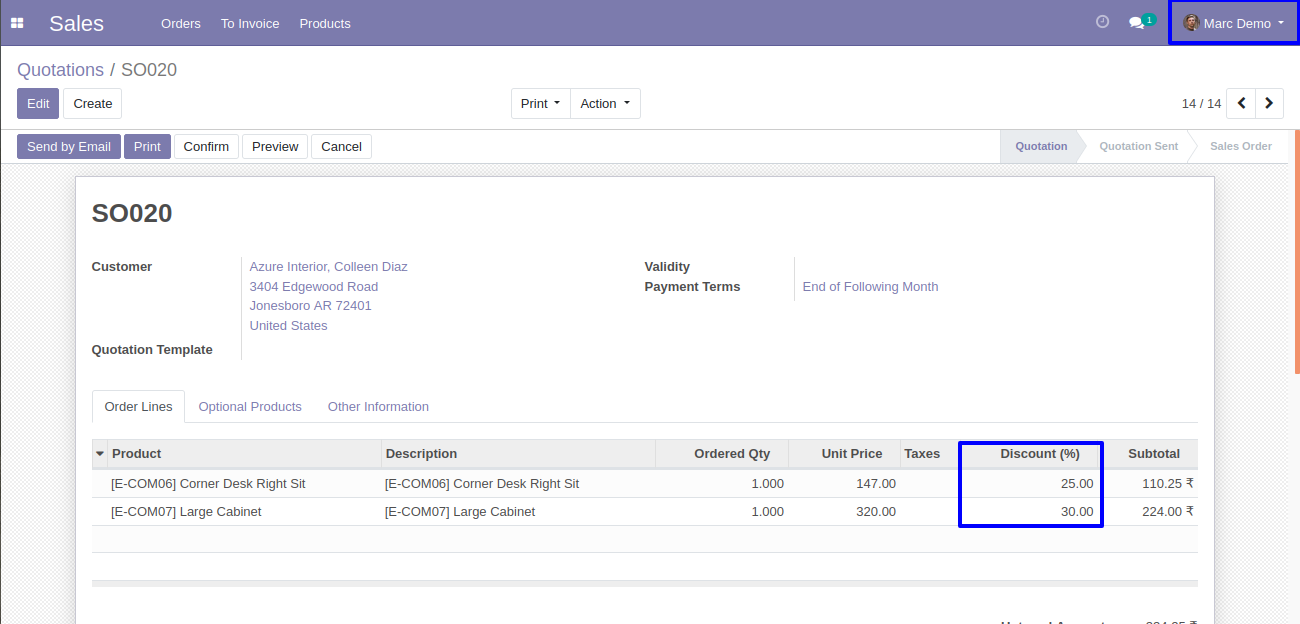 Sales Orders To Invoice Products 1 Marc Demo
Quotations / SO020
Edit Create Print Action 14 / 14
Send by Email Print Confirm Preview Cancel Quotation Quotation Sent Sales Order
SO020
Customer Azure Interior, Colleen Diaz Validity
3404 Edgewood Road Payment Terms End of Following Month
Jonesboro AR 72401
United States
Quotation Template
Order Lines Optional Products Other Information
Product Description Ordered Qty Unit Price Taxes Discount (%) Subtotal
[E-COM06] Corner Desk Right Sit [E-COM06] Corner Desk Right Sit 1.000 147.00 25.00 110.25 ₹
[E-COM07] Large Cabinet [E-COM07] Large Cabinet 1.000 320.00 30.00 224.00 ₹